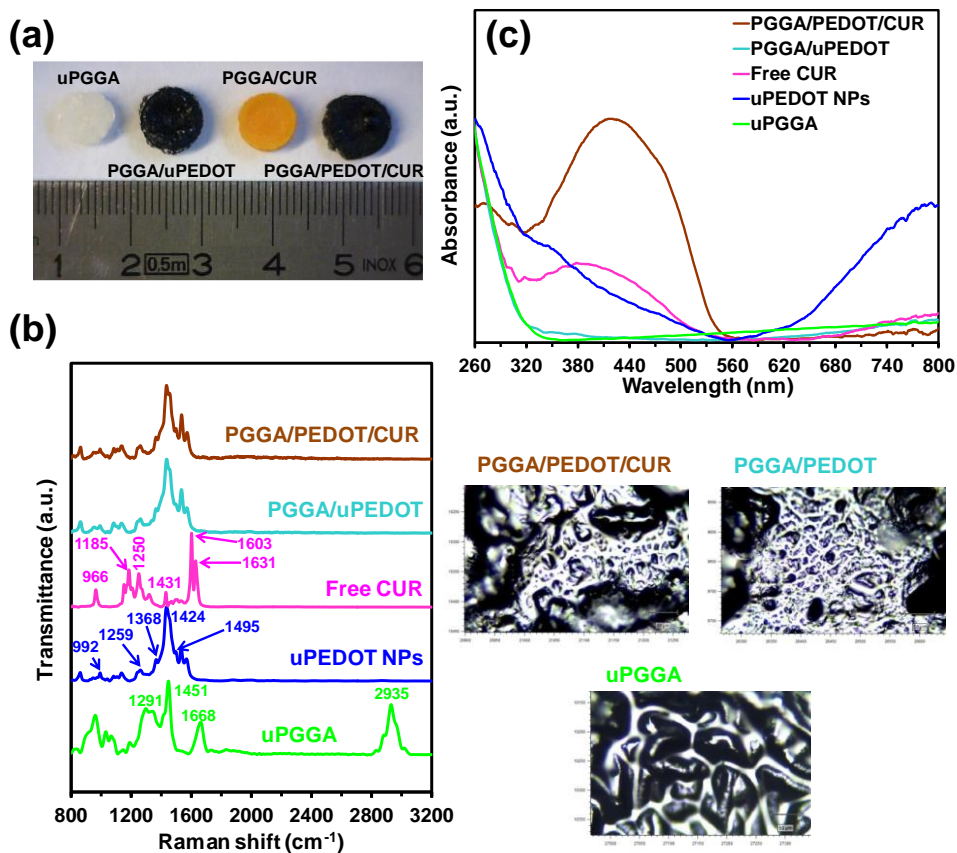 (a)
uPGGA
PGGA/CUR
PGGA/uPEDOT
PGGA/PEDOT/CUR
1 2 0.5m 3 4 5 INOX 6
(c)
PGGA/PEDOT/CUR
PGGA/uPEDOT
Free CUR
uPEDOT NPs
uPGGA
Absorbance (a.u.)
260 320 380 440 500 560 620 680 740 800
Wavelength (nm)
(b)
PGGA/PEDOT/CUR
PGGA/uPEDOT
1185
1250
1603
1631
966
1431
Free CUR
1368
1424
1259
1495
992
uPEDOT NPs
1451
2935
1291
1668
uPGGA
Transmittance (a.u.)
800 1200 1600 2000 2400 2800 3200
Raman shift (cm⁻¹)
PGGA/PEDOT/CUR
PGGA/PEDOT
uPGGA